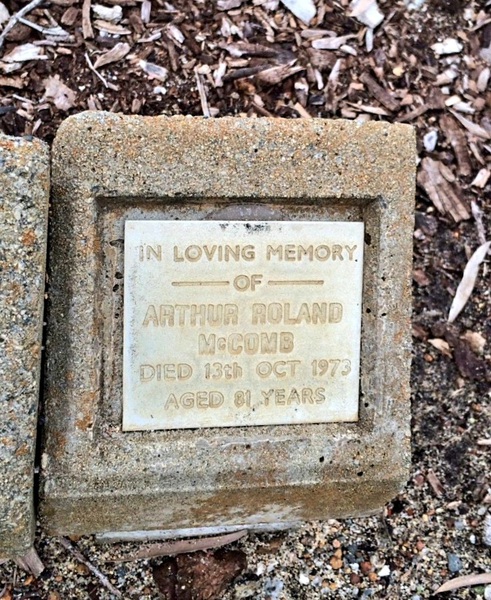 IN LOVING MEMORY
OF
ARTHUR ROLAND
McCOMB
DIED 13th OCT 1973
AGED 81 YEARS